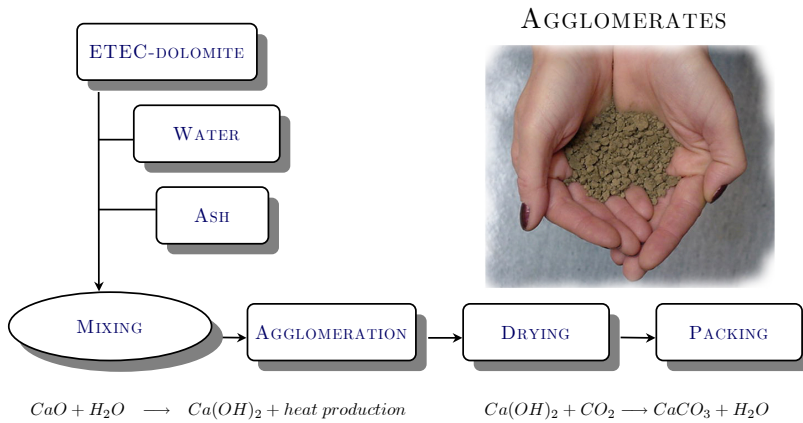 AGGLOMERATES
ETEC-DOLOMITE
WATER
ASH
MIXING
AGGLOMERATION
DRYING
PACKING
CaO + H₂O ⟶ Ca(OH)₂ + heat production
Ca(OH)₂ + CO₂ ⟶ CaCO₃ + H₂O